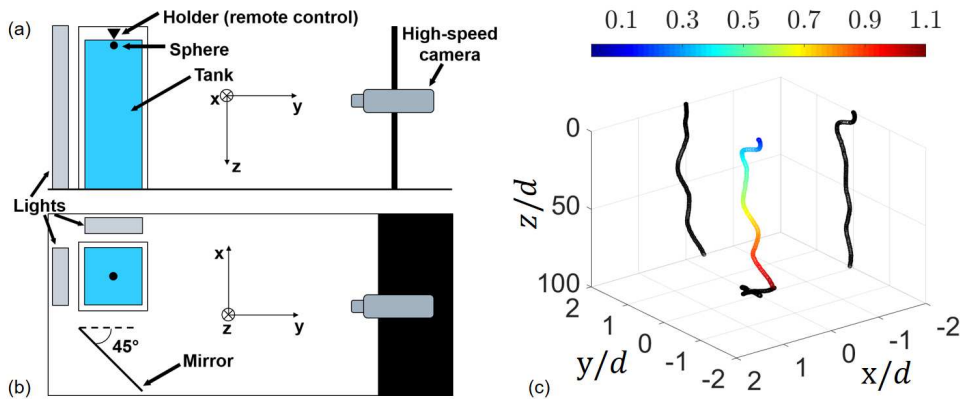 (a)
Holder (remote control)
Sphere
Tank
High-speed
camera
x
y
z
Lights
x
z
y
45°
Mirror
(b)
0.1 0.3 0.5 0.7 0.9 1.1
0
50
100
z/d
2
1
0
-1
-2
y/d
2
1
0
-1
-2
x/d
(c)